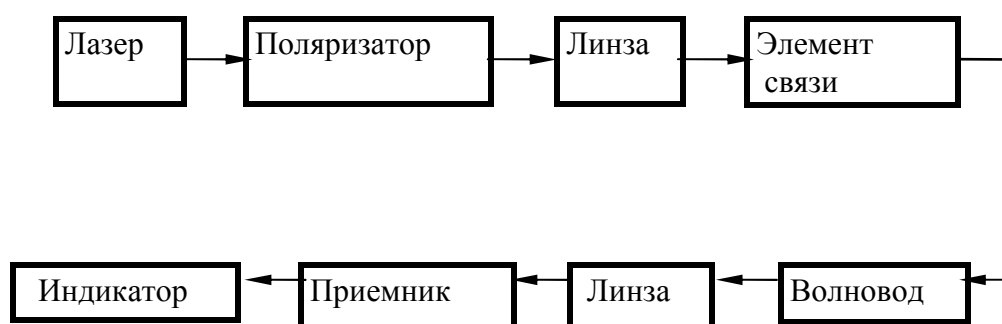 Лазер
Поляризатор
Линза
Элемент
связи
Индикатор
Приемник
Линза
Волновод